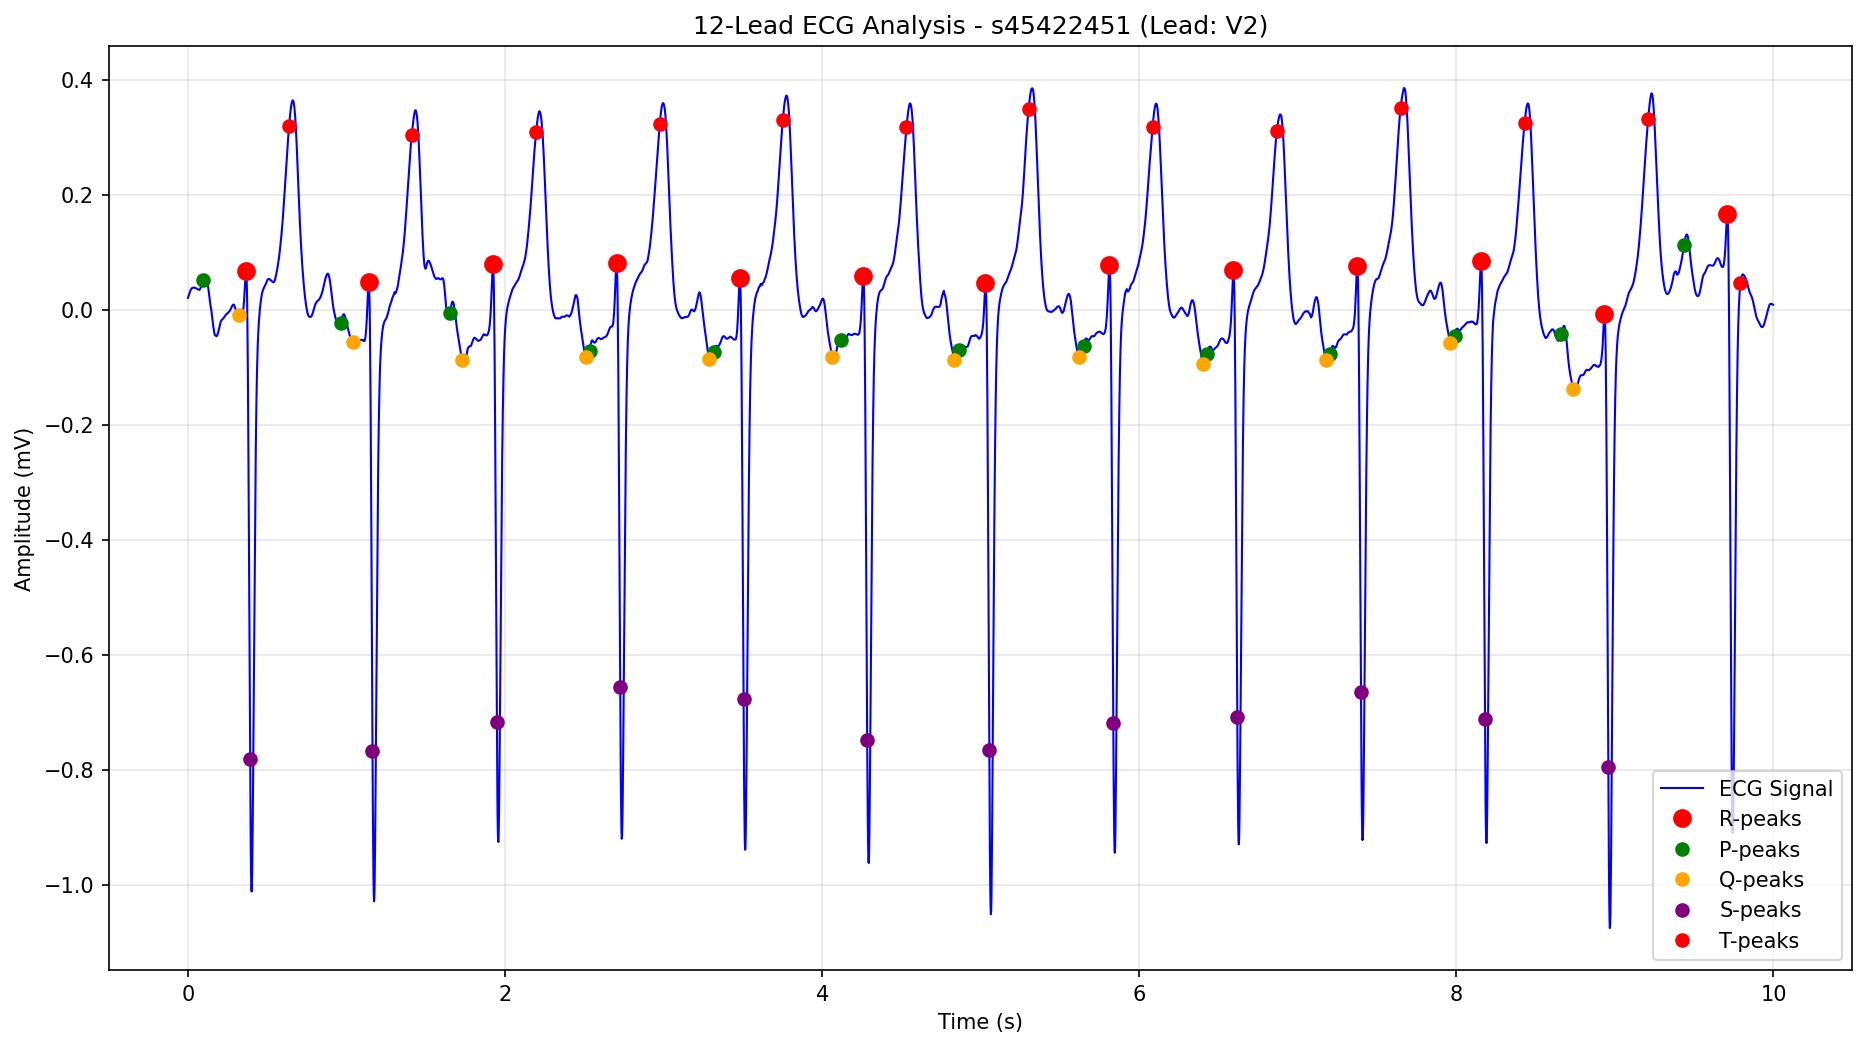 12-Lead ECG Analysis - s45422451 (Lead: V2)
Amplitude (mV)
0.4
0.2
0.0
−0.2
−0.4
−0.6
−0.8
−1.0
0 2 4 6 8 10
Time (s)
ECG Signal
R-peaks
P-peaks
Q-peaks
S-peaks
T-peaks